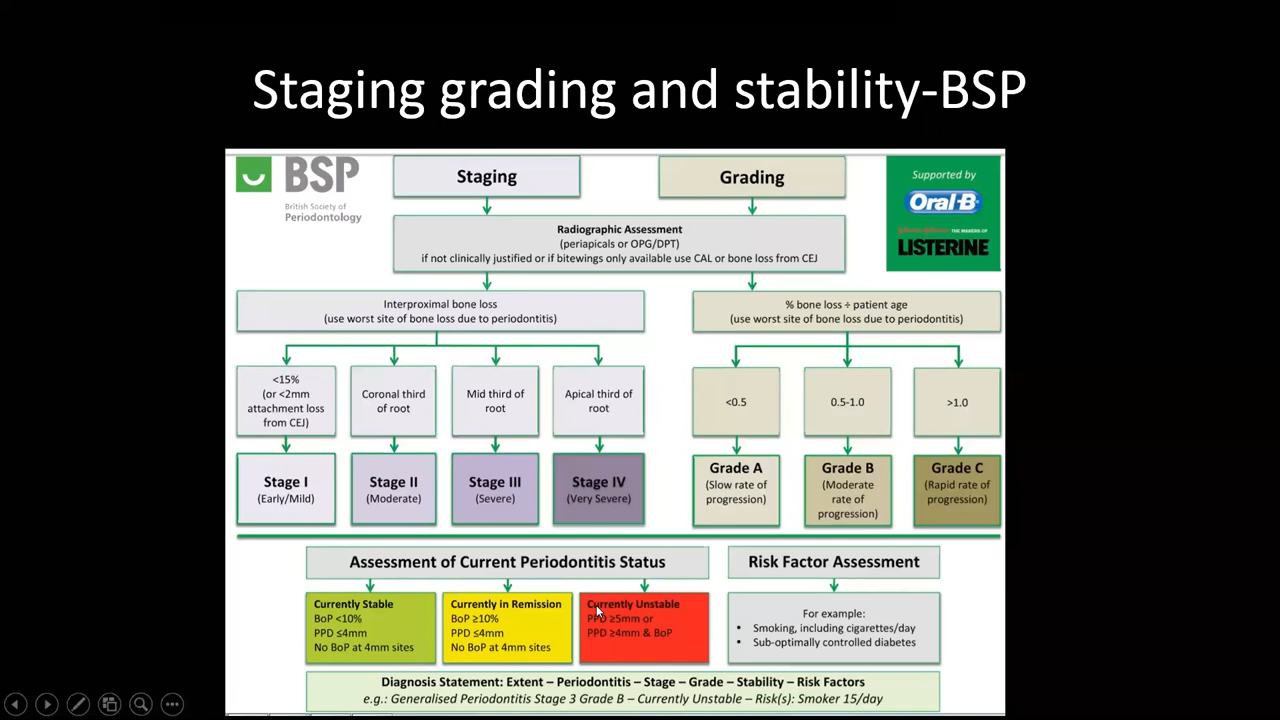 Staging grading and stability-BSP
BSP
British Society of
Periodontology
Staging
Grading
Supported by
Oral-B
Johnson & Johnson THE MAKERS OF
LISTERINE
Radiographic Assessment
(periapicals or OPG/DPT)
if not clinically justified or if bitewings only available use CAL or bone loss from CEJ
Interproximal bone loss
(use worst site of bone loss due to periodontitis)
% bone loss ÷ patient age
(use worst site of bone loss due to periodontitis)
<15%
(or <2mm
attachment loss
from CEJ)
Coronal third
of root
Mid third of
root
Apical third of
root
<0.5
0.5-1.0
>1.0
Stage I
(Early/Mild)
Stage II
(Moderate)
Stage III
(Severe)
Stage IV
(Very Severe)
Grade A
(Slow rate of
progression)
Grade B
(Moderate
rate of
progression)
Grade C
(Rapid rate of
progression)
Assessment of Current Periodontitis Status
Risk Factor Assessment
Currently Stable
BoP <10%
PPD ≤4mm
No BoP at 4mm sites
Currently in Remission
BoP ≥10%
PPD ≤4mm
No BoP at 4mm sites
Currently Unstable
PPD ≥5mm or
PPD ≥4mm & BoP
For example:
• Smoking, including cigarettes/day
• Sub-optimally controlled diabetes
Diagnosis Statement: Extent – Periodontitis – Stage – Grade – Stability – Risk Factors
e.g.: Generalised Periodontitis Stage 3 Grade B – Currently Unstable – Risk(s): Smoker 15/day